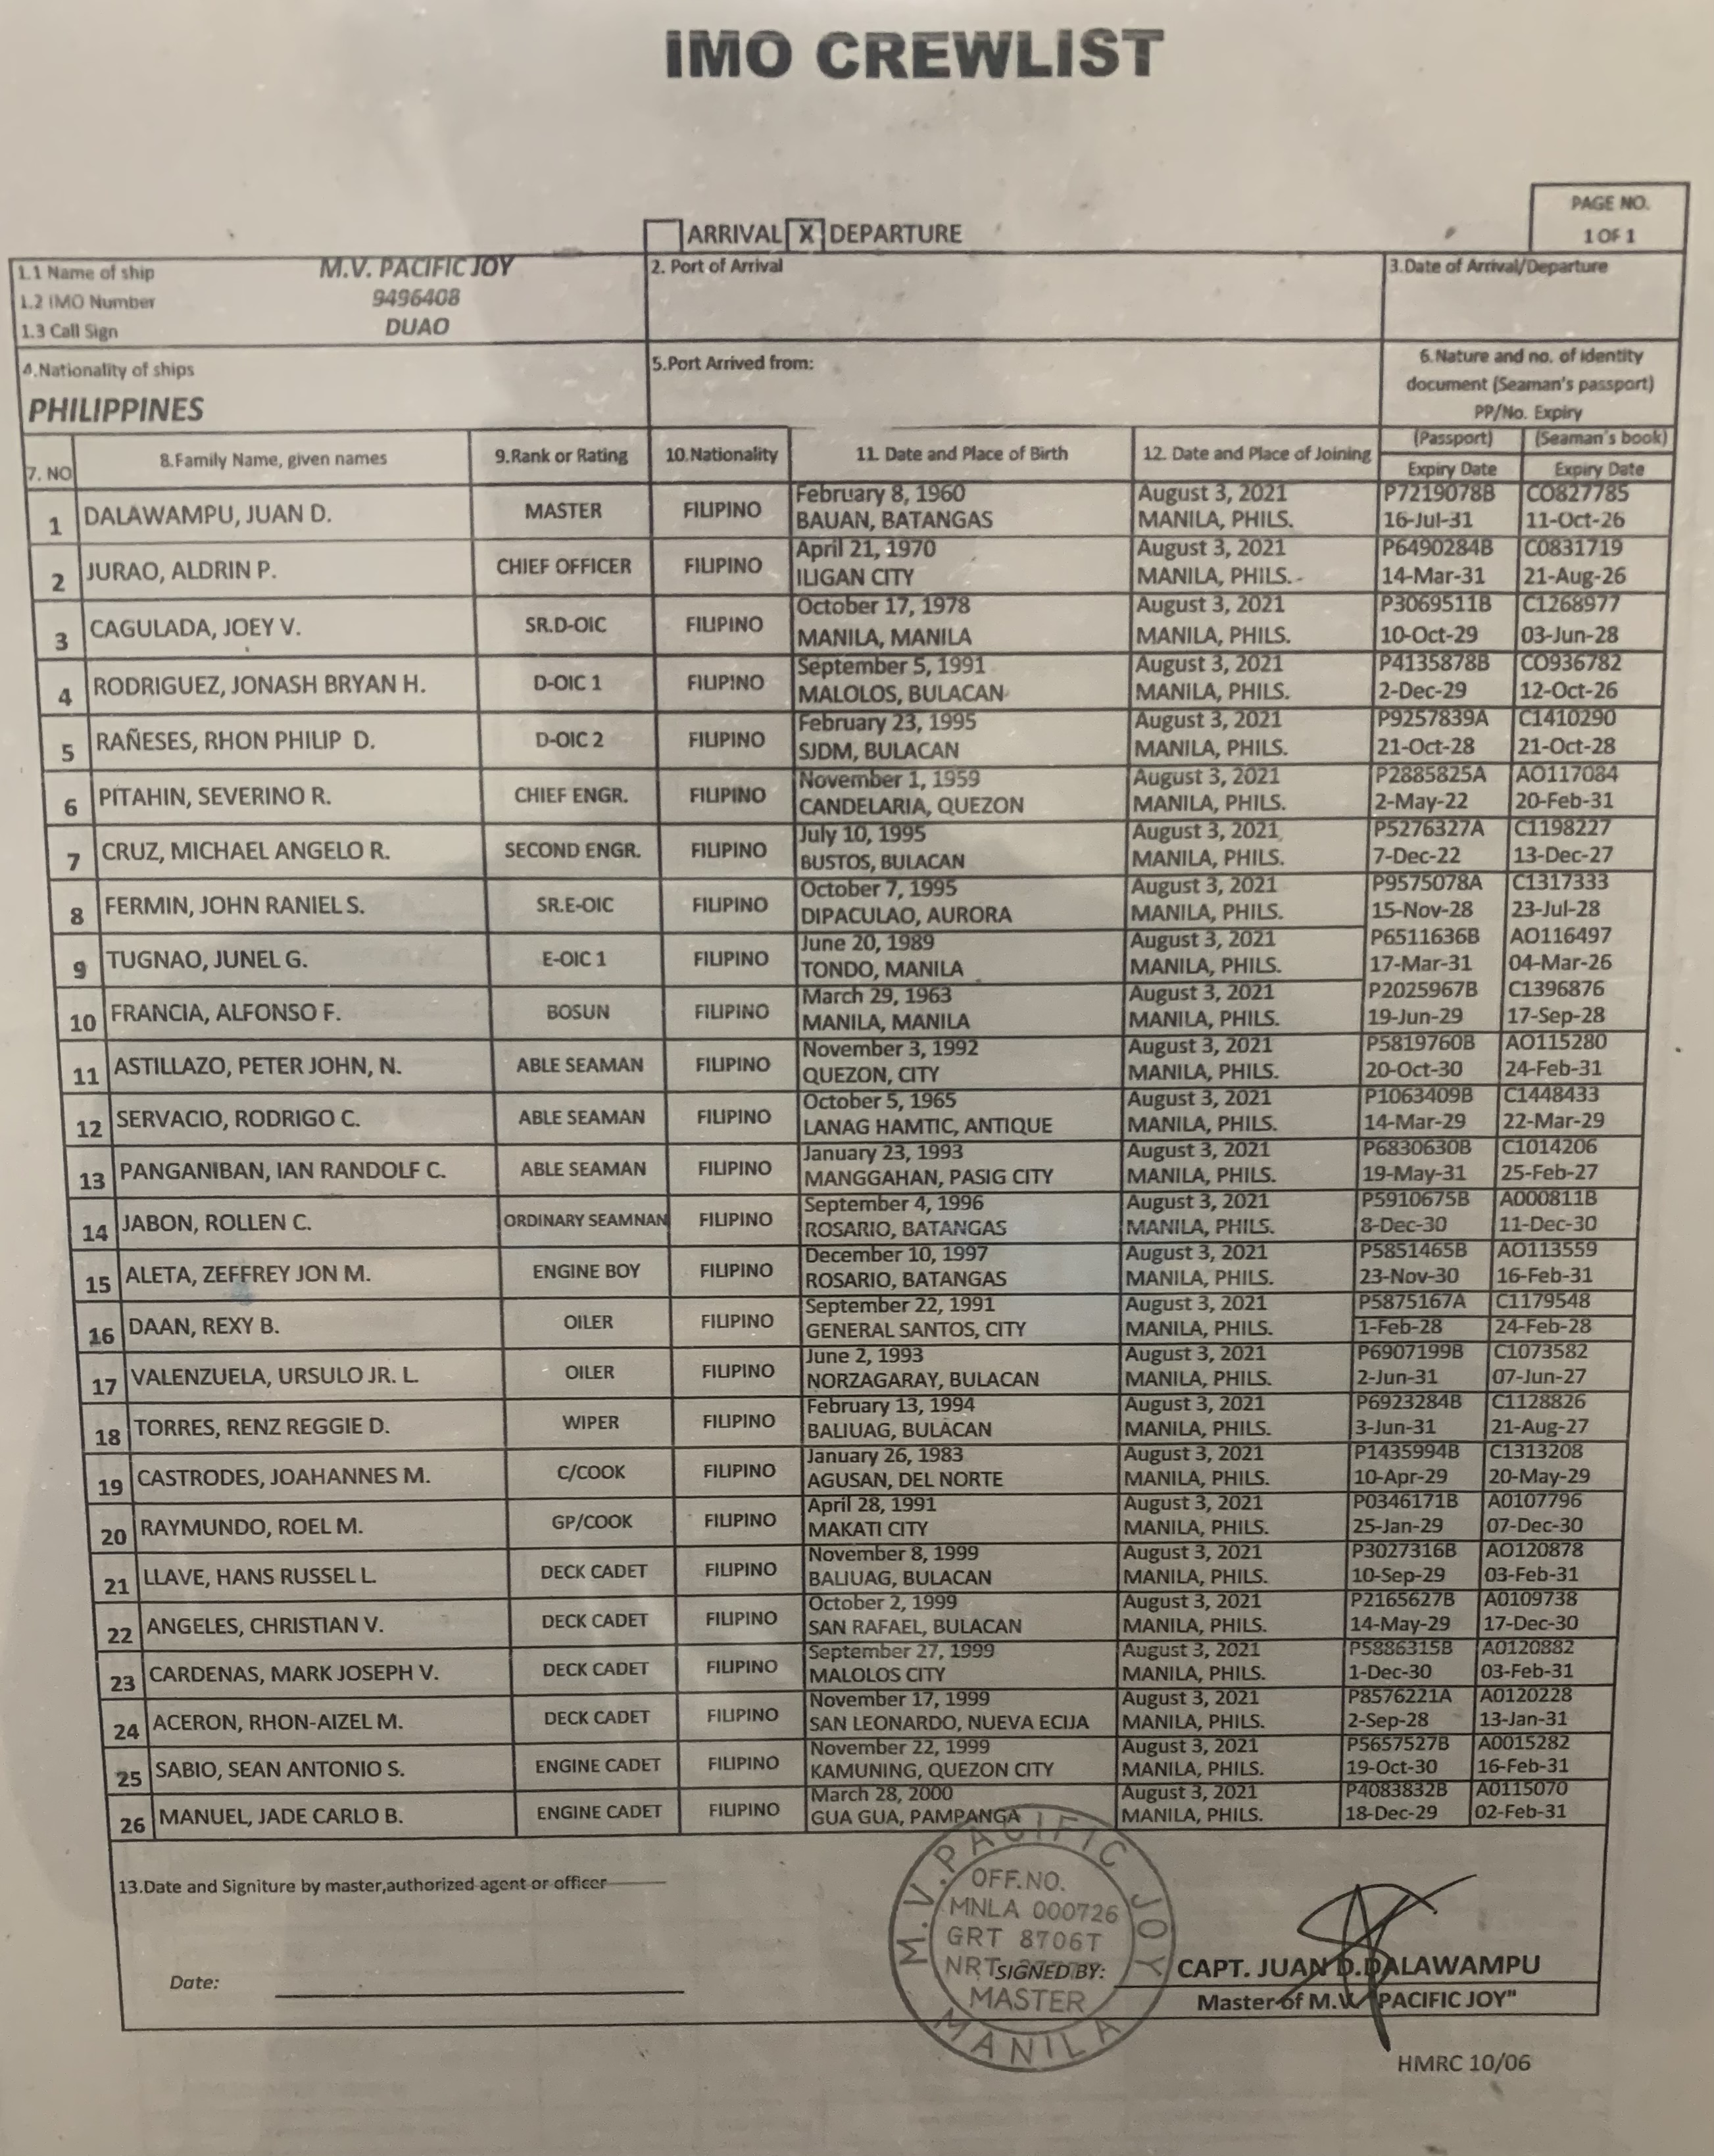 IMO CREWLIST
PAGE NO.
1 OF 1
ARRIVAL X DEPARTURE
1.1 Name of ship M.V. PACIFIC JOY
1.2 IMO Number 9496408
1.3 Call Sign DUAO
2. Port of Arrival
3.Date of Arrival/Departure
4.Nationality of ships
PHILIPPINES
5.Port Arrived from:
6.Nature and no. of identity
document (Seaman's passport)
PP/No. Expiry
7. NO 8.Family Name, given names 9.Rank or Rating 10.Nationality 11. Date and Place of Birth 12. Date and Place of Joining (Passport) (Seaman's book)
Expiry Date Expiry Date
February 8, 1960 August 3, 2021 P7219078B CO827785
1 DALAWAMPU, JUAN D. MASTER FILIPINO BAUAN, BATANGAS MANILA, PHILS. 16-Jul-31 11-Oct-26
April 21, 1970 August 3, 2021 P6490284B C0831719
2 JURAO, ALDRIN P. CHIEF OFFICER FILIPINO ILIGAN CITY MANILA, PHILS. 14-Mar-31 21-Aug-26
October 17, 1978 August 3, 2021 P3069511B C1268977
3 CAGULADA, JOEY V. SR.D-OIC FILIPINO MANILA, MANILA MANILA, PHILS. 10-Oct-29 03-Jun-28
September 5, 1991 August 3, 2021 P4135878B CO936782
4 RODRIGUEZ, JONASH BRYAN H. D-OIC 1 FILIPINO MALOLOS, BULACAN MANILA, PHILS. 2-Dec-29 12-Oct-26
February 23, 1995 August 3, 2021 P9257839A C1410290
5 RAÑESES, RHON PHILIP D. D-OIC 2 FILIPINO SJDM, BULACAN MANILA, PHILS. 21-Oct-28 21-Oct-28
November 1, 1959 August 3, 2021 P2885825A AO117084
6 PITAHIN, SEVERINO R. CHIEF ENGR. FILIPINO CANDELARIA, QUEZON MANILA, PHILS. 2-May-22 20-Feb-31
July 10, 1995 August 3, 2021 P5276327A C1198227
7 CRUZ, MICHAEL ANGELO R. SECOND ENGR. FILIPINO BUSTOS, BULACAN MANILA, PHILS. 7-Dec-22 13-Dec-27
October 7, 1995 August 3, 2021 P9575078A C1317333
8 FERMIN, JOHN RANIEL S. SR.E-OIC FILIPINO DIPACULAO, AURORA MANILA, PHILS. 15-Nov-28 23-Jul-28
June 20, 1989 August 3, 2021 P6511636B AO116497
9 TUGNAO, JUNEL G. E-OIC 1 FILIPINO TONDO, MANILA MANILA, PHILS. 17-Mar-31 04-Mar-26
March 29, 1963 August 3, 2021 P2025967B C1396876
10 FRANCIA, ALFONSO F. BOSUN FILIPINO MANILA, MANILA MANILA, PHILS. 19-Jun-29 17-Sep-28
November 3, 1992 August 3, 2021 P5819760B AO115280
11 ASTILLAZO, PETER JOHN, N. ABLE SEAMAN FILIPINO QUEZON, CITY MANILA, PHILS. 20-Oct-30 24-Feb-31
October 5, 1965 August 3, 2021 P1063409B C1448433
12 SERVACIO, RODRIGO C. ABLE SEAMAN FILIPINO LANAG HAMTIC, ANTIQUE MANILA, PHILS. 14-Mar-29 22-Mar-29
January 23, 1993 August 3, 2021 P6830630B C1014206
13 PANGANIBAN, IAN RANDOLF C. ABLE SEAMAN FILIPINO MANGGAHAN, PASIG CITY MANILA, PHILS. 19-May-31 25-Feb-27
September 4, 1996 August 3, 2021 P5910675B A000811B
14 JABON, ROLLEN C. ORDINARY SEAMNAN FILIPINO ROSARIO, BATANGAS MANILA, PHILS. 8-Dec-30 11-Dec-30
December 10, 1997 August 3, 2021 P5851465B AO113559
15 ALETA, ZEFFREY JON M. ENGINE BOY FILIPINO ROSARIO, BATANGAS MANILA, PHILS. 23-Nov-30 16-Feb-31
September 22, 1991 August 3, 2021 P5875167A C1179548
16 DAAN, REXY B. OILER FILIPINO GENERAL SANTOS, CITY MANILA, PHILS. 1-Feb-28 24-Feb-28
June 2, 1993 August 3, 2021 P6907199B C1073582
17 VALENZUELA, URSULO JR. L. OILER FILIPINO NORZAGARAY, BULACAN MANILA, PHILS. 2-Jun-31 07-Jun-27
February 13, 1994 August 3, 2021 P6923284B C1128826
18 TORRES, RENZ REGGIE D. WIPER FILIPINO BALIUAG, BULACAN MANILA, PHILS. 3-Jun-31 21-Aug-27
January 26, 1983 August 3, 2021 P1435994B C1313208
19 CASTRODES, JOAHANNES M. C/COOK FILIPINO AGUSAN, DEL NORTE MANILA, PHILS. 10-Apr-29 20-May-29
April 28, 1991 August 3, 2021 P0346171B A0107796
20 RAYMUNDO, ROEL M. GP/COOK FILIPINO MAKATI CITY MANILA, PHILS. 25-Jan-29 07-Dec-30
November 8, 1999 August 3, 2021 P3027316B AO120878
21 LLAVE, HANS RUSSEL L. DECK CADET FILIPINO BALIUAG, BULACAN MANILA, PHILS. 10-Sep-29 03-Feb-31
October 2, 1999 August 3, 2021 P2165627B A0109738
22 ANGELES, CHRISTIAN V. DECK CADET FILIPINO SAN RAFAEL, BULACAN MANILA, PHILS. 14-May-29 17-Dec-30
September 27, 1999 August 3, 2021 P5886315B A0120882
23 CARDENAS, MARK JOSEPH V. DECK CADET FILIPINO MALOLOS CITY MANILA, PHILS. 1-Dec-30 03-Feb-31
November 17, 1999 August 3, 2021 P8576221A A0120228
24 ACERON, RHON-AIZEL M. DECK CADET FILIPINO SAN LEONARDO, NUEVA ECIJA MANILA, PHILS. 2-Sep-28 13-Jan-31
November 22, 1999 August 3, 2021 P5657527B A0015282
25 SABIO, SEAN ANTONIO S. ENGINE CADET FILIPINO KAMUNING, QUEZON CITY MANILA, PHILS. 19-Oct-30 16-Feb-31
March 28, 2000 August 3, 2021 P4083832B A0115070
26 MANUEL, JADE CARLO B. ENGINE CADET FILIPINO GUA GUA, PAMPANGA MANILA, PHILS. 18-Dec-29 02-Feb-31
13.Date and Signiture by master,authorized agent or officer
M.V. PACIFIC JOY
OFF.NO.
MNLA 000726
GRT 8706T
NRT
MASTER
MANILA
Date:
SIGNED BY: CAPT. JUAN D.DALAWAMPU
Master of M.V. "PACIFIC JOY"
HMRC 10/06